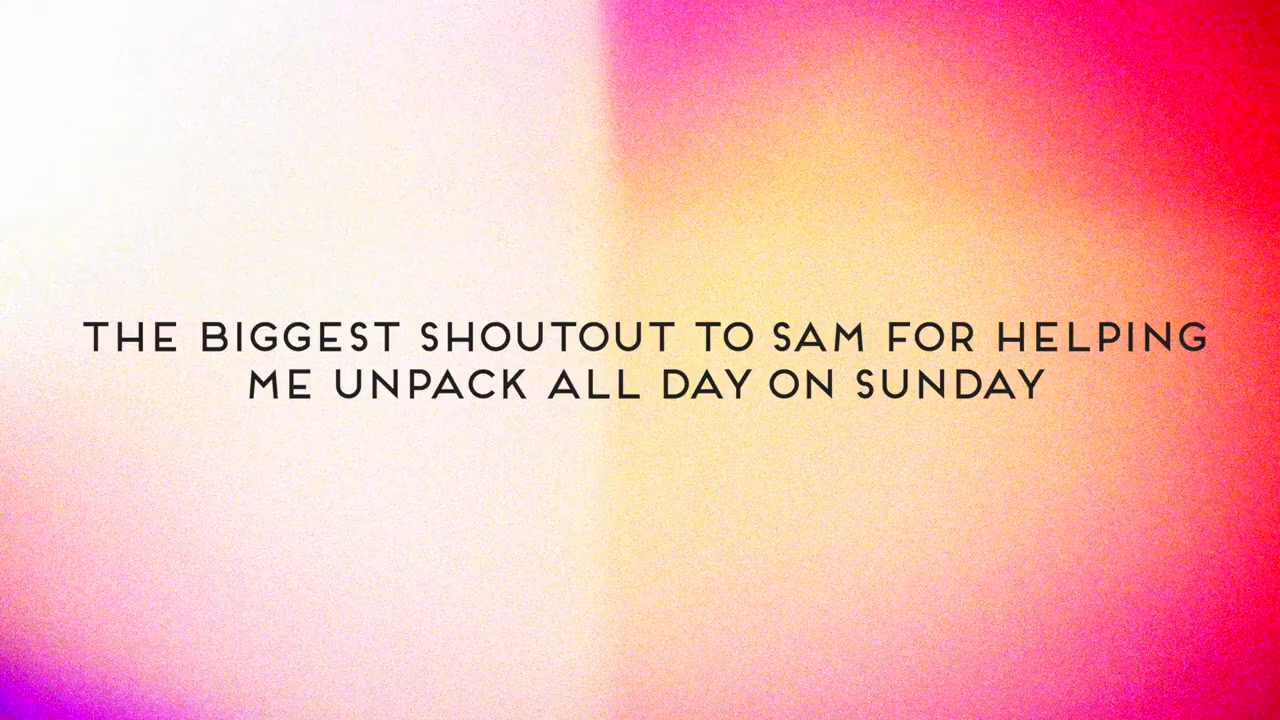 THE BIGGEST SHOUTOUT TO SAM FOR HELPING
ME UNPACK ALL DAY ON SUNDAY